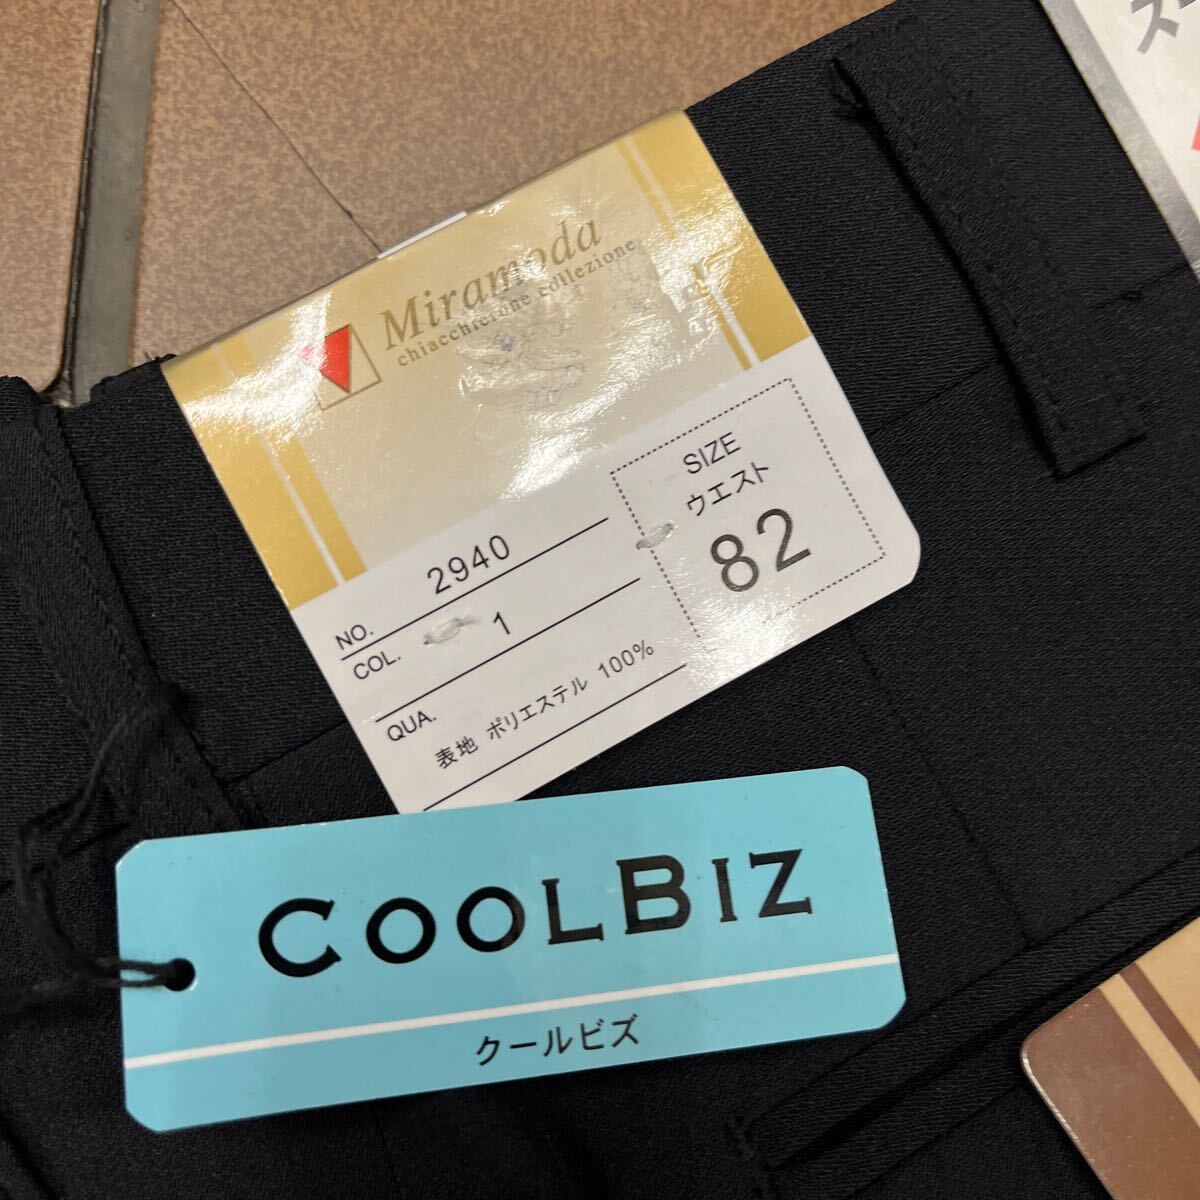 Miramoda
chiacchierone collezione
SIZE
ウエスト
82
NO. 2940
COL. 1
QUA.
表地 ポリエステル 100%
COOLBIZ
クールビズ